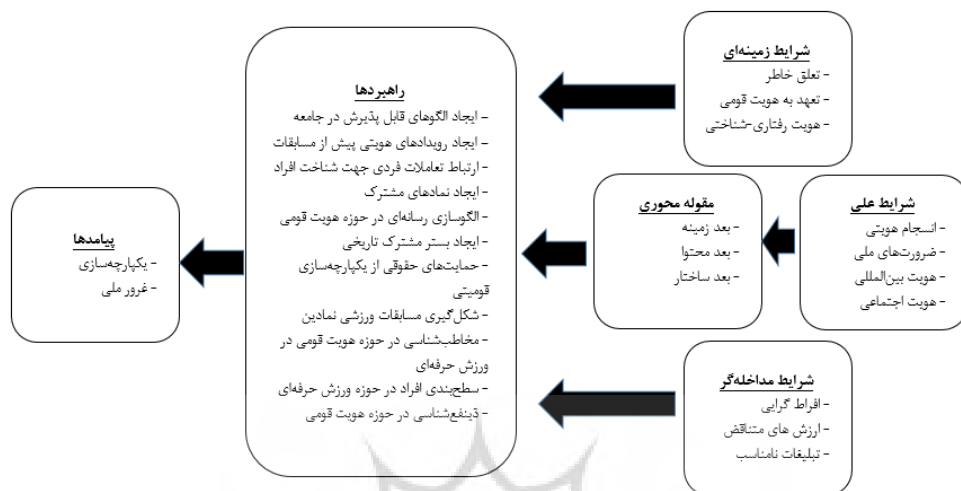 شرایط زمینه‌ای
- تعلق خاطر
- تعهد به هویت قومی
- هویت رفتاری-شناختی
شرایط علی
- انسجام هویتی
- ضرورت‌های ملی
- هویت بین‌المللی
- هویت اجتماعی
مقوله محوری
- بعد زمینه
- بعد محتوا
- بعد ساختار
شرایط مداخله‌گر
- افراط گرایی
- ارزش های متناقض
- تبلیغات نامناسب
راهبردها
- ایجاد الگوهای قابل پذیرش در جامعه
- ایجاد رویدادهای هویتی پیش از مسابقات
- ارتباط تعاملات فردی جهت شناخت افراد
- ایجاد نمادهای مشترک
- الگوسازی رسانه‌ای در حوزه هویت قومی
- ایجاد بستر مشترک تاریخی
- حمایت‌های حقوقی از یکپارچه‌سازی
قومیتی
- شکل‌گیری مسابقات ورزشی نمادین
- مخاطب‌شناسی در حوزه هویت قومی در
ورزش حرفه‌ای
- سطح‌بندی افراد در حوزه ورزش حرفه‌ای
- ذینفع‌شناسی در حوزه هویت قومی
پیامدها
- یکپارچه‌سازی
- غرور ملی